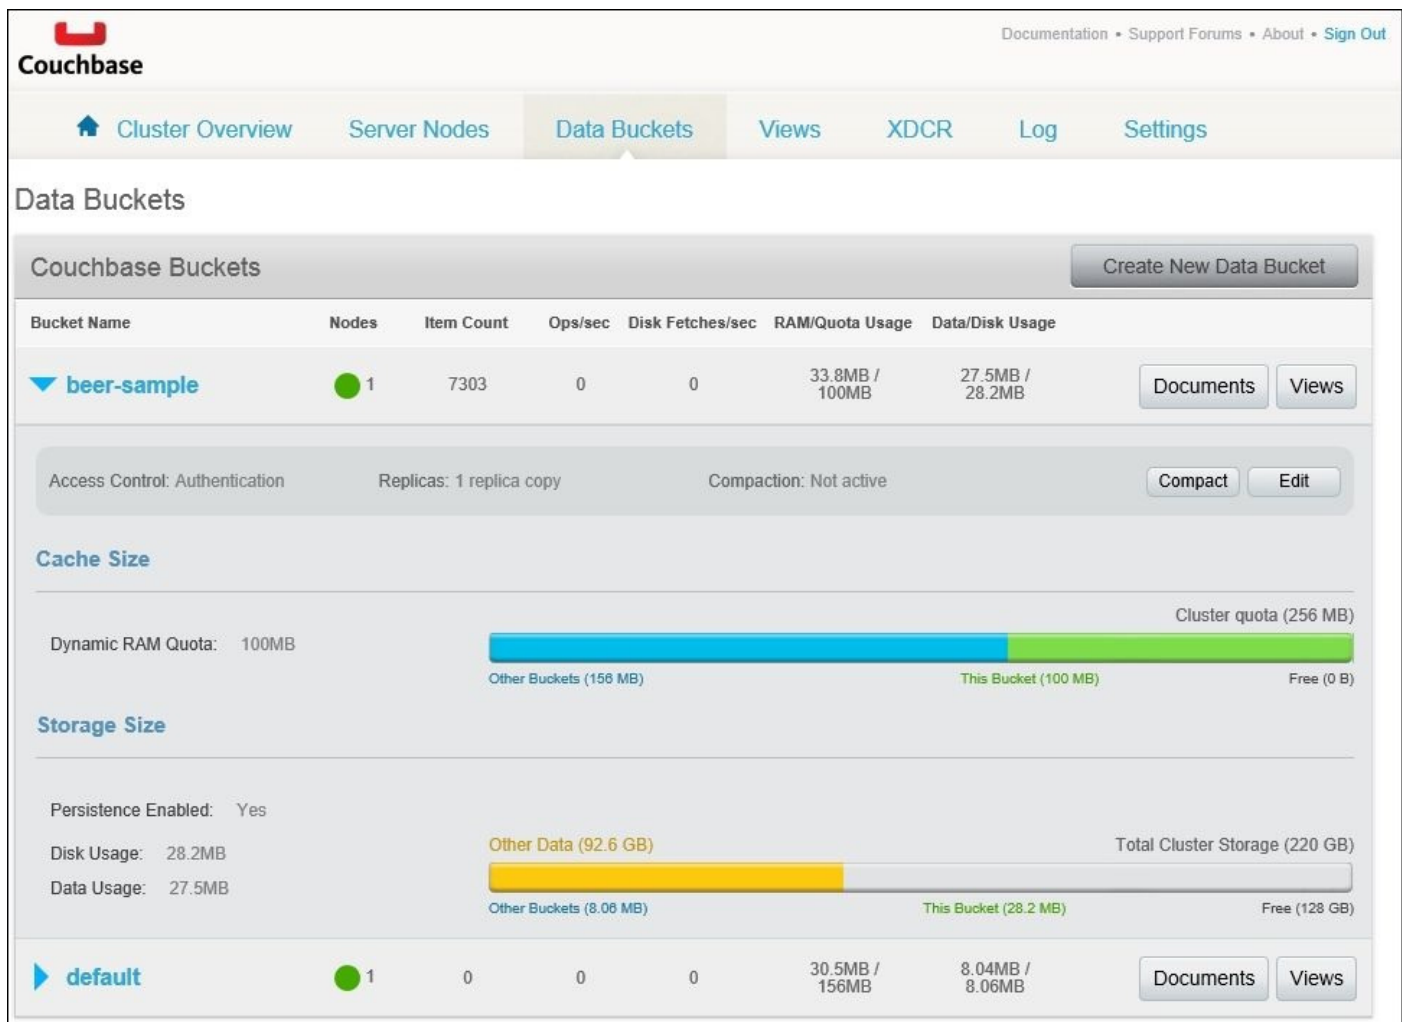 Documentation • Support Forums • About • Sign Out
Couchbase
Cluster Overview Server Nodes Data Buckets Views XDCR Log Settings
Data Buckets
Couchbase Buckets Create New Data Bucket
Bucket Name Nodes Item Count Ops/sec Disk Fetches/sec RAM/Quota Usage Data/Disk Usage
beer-sample 1 7303 0 0 33.8MB / 100MB 27.5MB / 28.2MB Documents Views
Access Control: Authentication Replicas: 1 replica copy Compaction: Not active Compact Edit
Cache Size
Cluster quota (256 MB)
Dynamic RAM Quota: 100MB
Other Buckets (156 MB) This Bucket (100 MB) Free (0 B)
Storage Size
Persistence Enabled: Yes
Other Data (92.6 GB) Total Cluster Storage (220 GB)
Disk Usage: 28.2MB
Data Usage: 27.5MB
Other Buckets (8.06 MB) This Bucket (28.2 MB) Free (128 GB)
default 1 0 0 0 30.5MB / 156MB 8.04MB / 8.06MB Documents Views